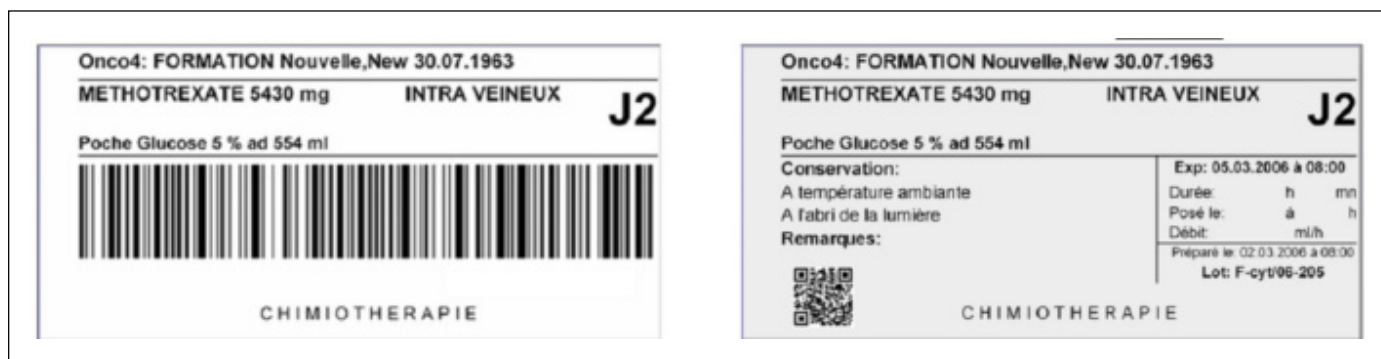 Onco4: FORMATION Nouvelle,New 30.07.1963
METHOTREXATE 5430 mg INTRA VEINEUX J2
Poche Glucose 5 % ad 554 ml
CHIMIOTHERAPIE
Onco4: FORMATION Nouvelle,New 30.07.1963
METHOTREXATE 5430 mg INTRA VEINEUX J2
Poche Glucose 5 % ad 554 ml
Conservation:
A température ambiante
A l'abri de la lumière
Remarques:
Exp: 05.03.2006 à 08:00
Durée: h mn
Posé le: à h
Débit: ml/h
Préparé le: 02.03.2006 à 08:00
Lot: F-cyt/06-205
CHIMIOTHERAPIE